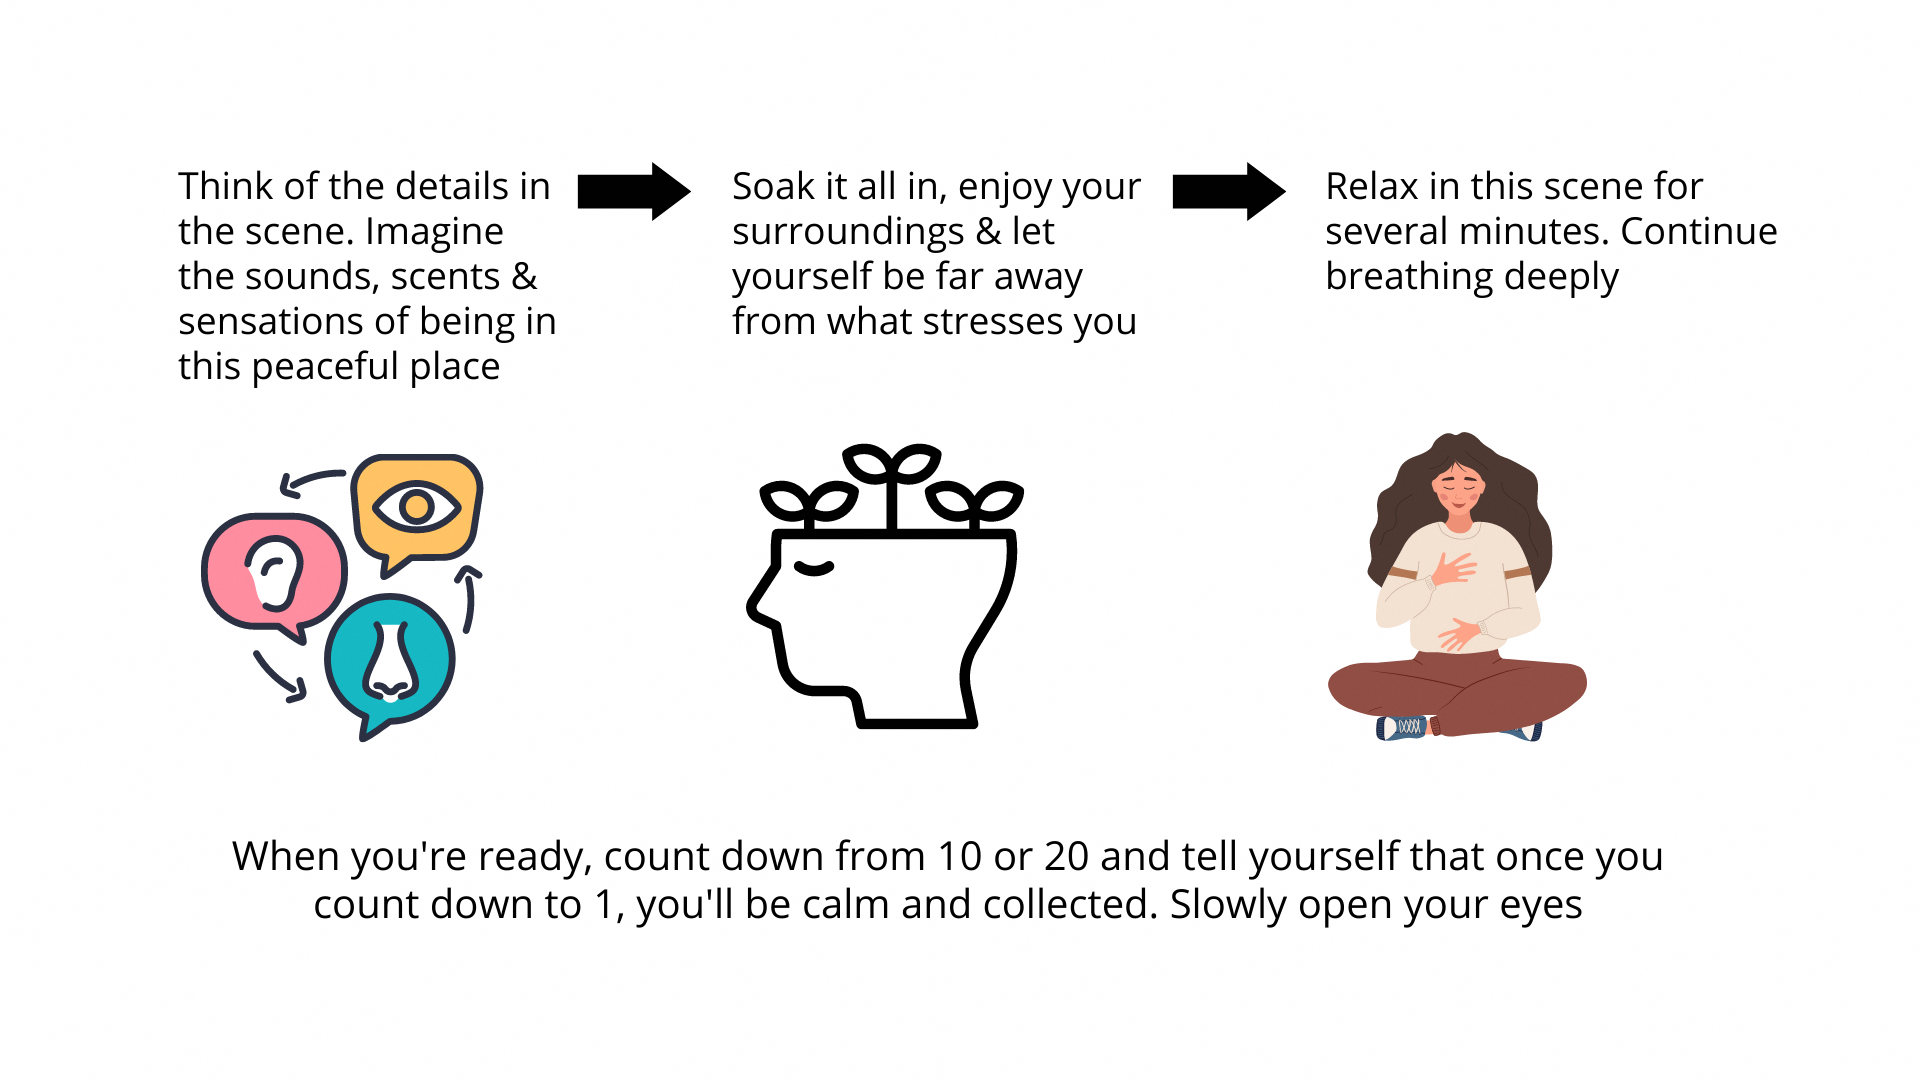 Think of the details in
the scene. Imagine
the sounds, scents &
sensations of being in
this peaceful place
Soak it all in, enjoy your
surroundings & let
yourself be far away
from what stresses you
Relax in this scene for
several minutes. Continue
breathing deeply
When you're ready, count down from 10 or 20 and tell yourself that once you
count down to 1, you'll be calm and collected. Slowly open your eyes